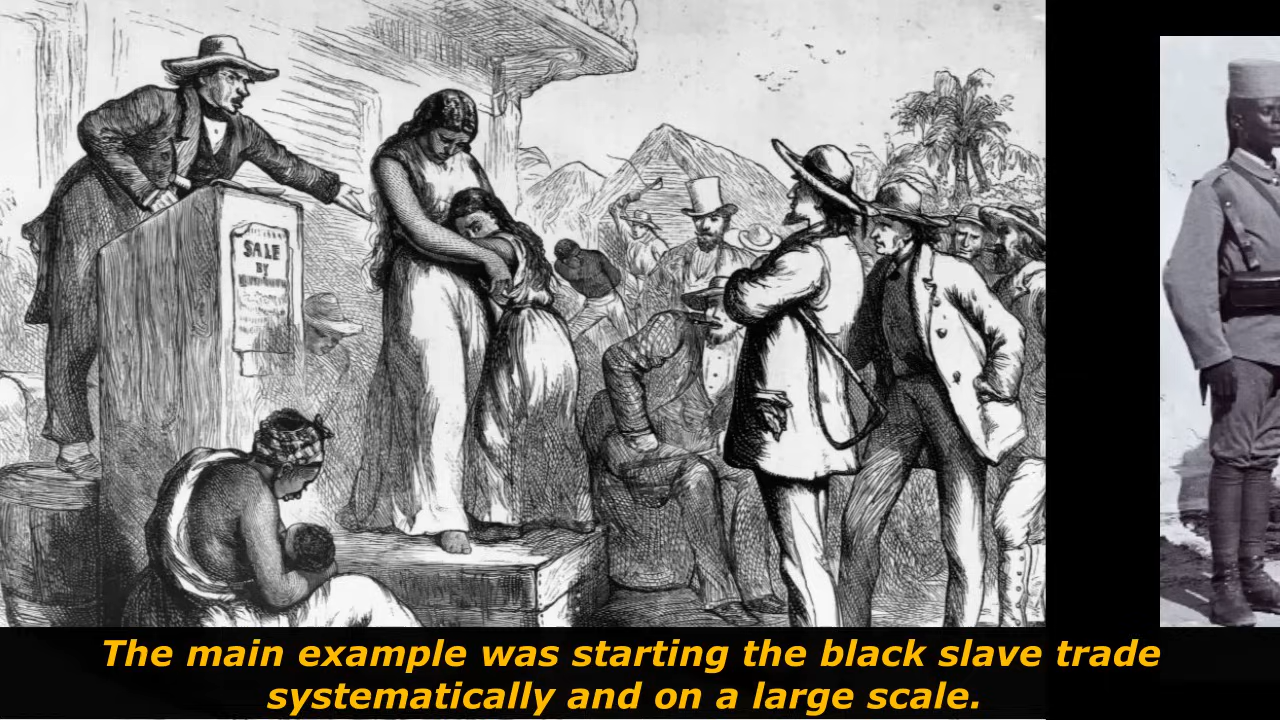 SALE
BY
The main example was starting the black slave trade
systematically and on a large scale.